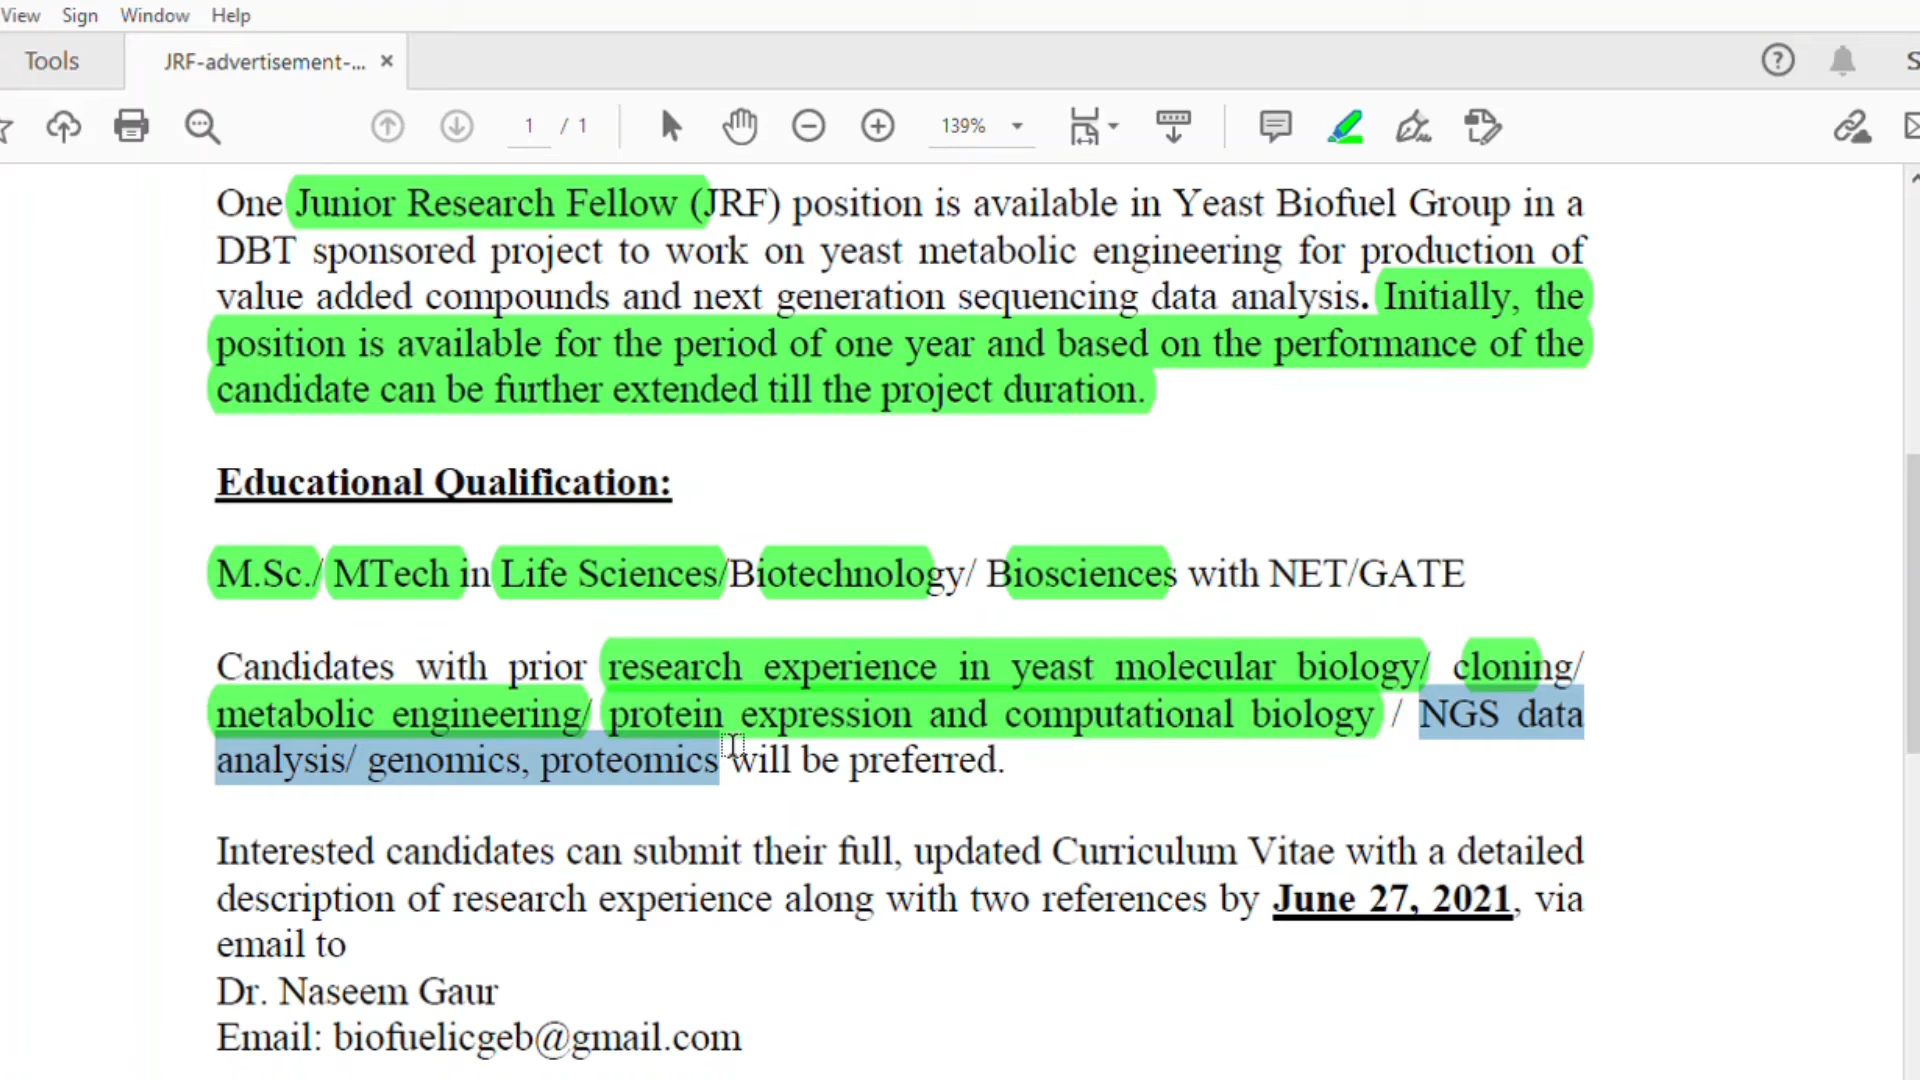 View Sign Window Help
Tools JRF-advertisement-... ×
1 / 1 139%
One Junior Research Fellow (JRF) position is available in Yeast Biofuel Group in a
DBT sponsored project to work on yeast metabolic engineering for production of
value added compounds and next generation sequencing data analysis. Initially, the
position is available for the period of one year and based on the performance of the
candidate can be further extended till the project duration.
Educational Qualification:
M.Sc./ MTech in Life Sciences/Biotechnology/ Biosciences with NET/GATE
Candidates with prior research experience in yeast molecular biology/ cloning/
metabolic engineering/ protein expression and computational biology / NGS data
analysis/ genomics, proteomics will be preferred.
Interested candidates can submit their full, updated Curriculum Vitae with a detailed
description of research experience along with two references by June 27, 2021, via
email to
Dr. Naseem Gaur
Email: biofuelicgeb@gmail.com